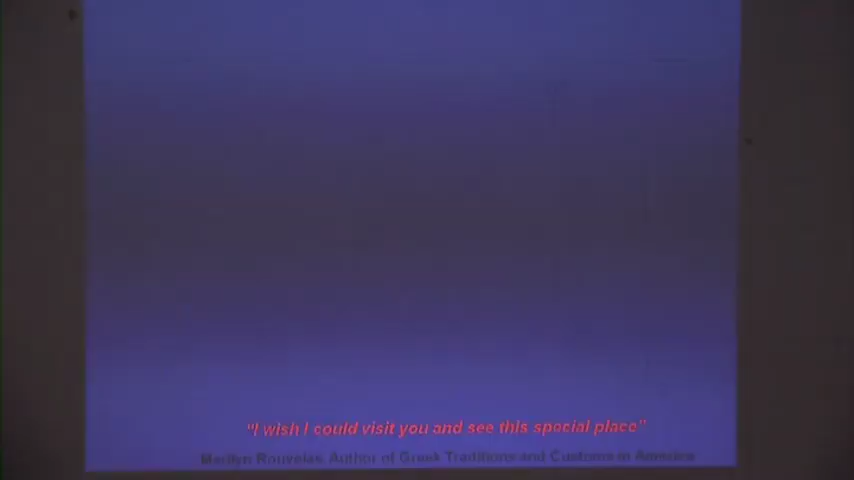 "I wish I could visit you and see this special place"
Marilyn Rouvelas, Author of Greek Traditions and Customs in America